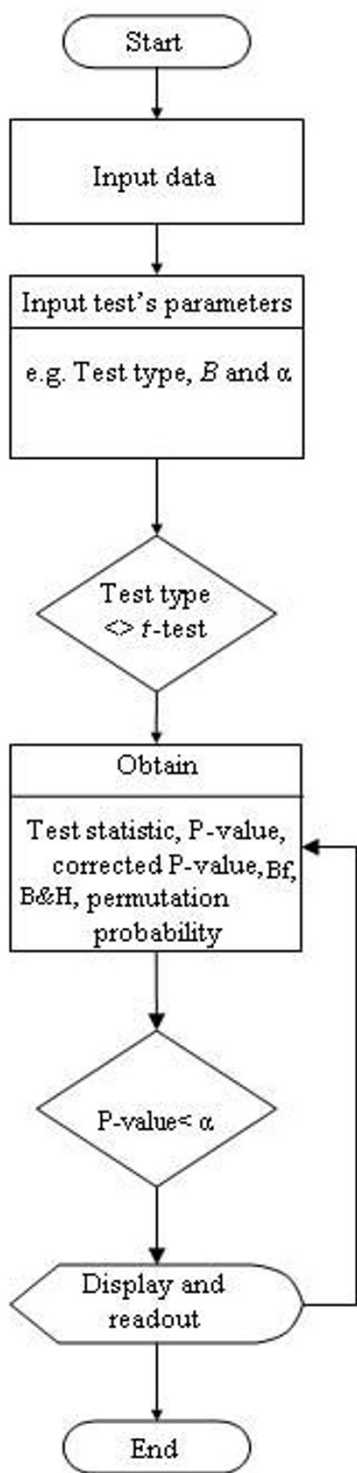 Start
Input data
Input test's parameters
e.g. Test type, B and α
Test type
<> t-test
Obtain
Test statistic, P-value,
corrected P-value, Bf,
B&H, permutation
probability
P-value< α
Display and
readout
End